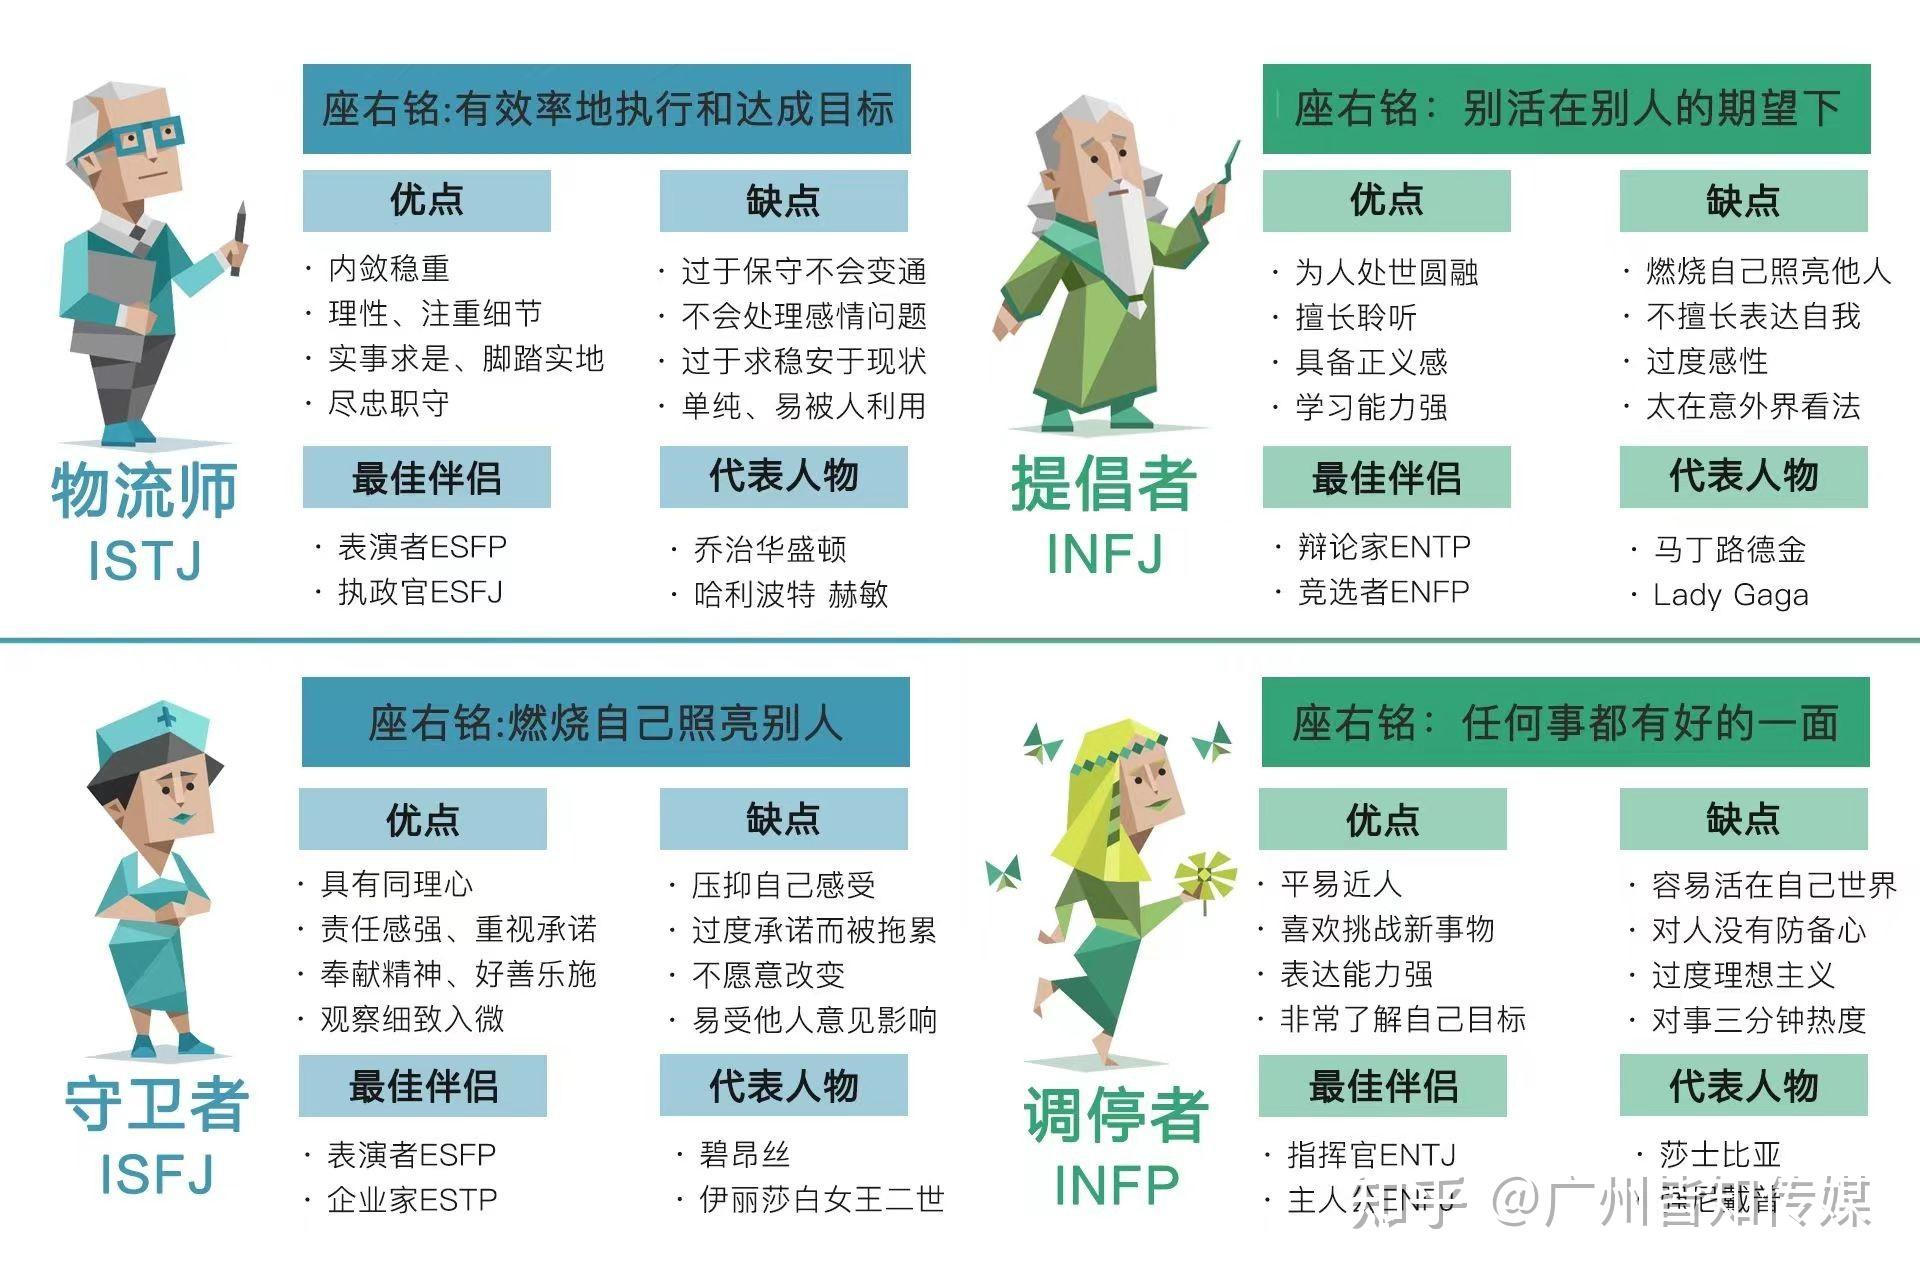 座右铭:有效率地执行和达成目标
优点
· 内敛稳重
· 理性、注重细节
· 实事求是、脚踏实地
· 尽忠职守
缺点
· 过于保守不会变通
· 不会处理感情问题
· 过于求稳安于现状
· 单纯、易被人利用
物流师
ISTJ
最佳伴侣
· 表演者ESFP
· 执政官ESFJ
代表人物
· 乔治华盛顿
· 哈利波特 赫敏
座右铭：别活在别人的期望下
优点
· 为人处世圆融
· 擅长聆听
· 具备正义感
· 学习能力强
缺点
· 燃烧自己照亮他人
· 不擅长表达自我
· 过度感性
· 太在意外界看法
提倡者
INFJ
最佳伴侣
· 辩论家ENTP
· 竞选者ENFP
代表人物
· 马丁路德金
· Lady Gaga
座右铭:燃烧自己照亮别人
优点
· 具有同理心
· 责任感强、重视承诺
· 奉献精神、好善乐施
· 观察细致入微
缺点
· 压抑自己感受
· 过度承诺而被拖累
· 不愿意改变
· 易受他人意见影响
守卫者
ISFJ
最佳伴侣
· 表演者ESFP
· 企业家ESTP
代表人物
· 碧昂丝
· 伊丽莎白女王二世
座右铭：任何事都有好的一面
优点
· 平易近人
· 喜欢挑战新事物
· 表达能力强
· 非常了解自己目标
缺点
· 容易活在自己世界
· 对人没有防备心
· 过度理想主义
· 对事三分钟热度
调停者
INFP
最佳伴侣
· 指挥官ENTJ
· 主人公ENFJ
代表人物
· 莎士比亚
· 强尼戴普
知乎 @广州皆知传媒